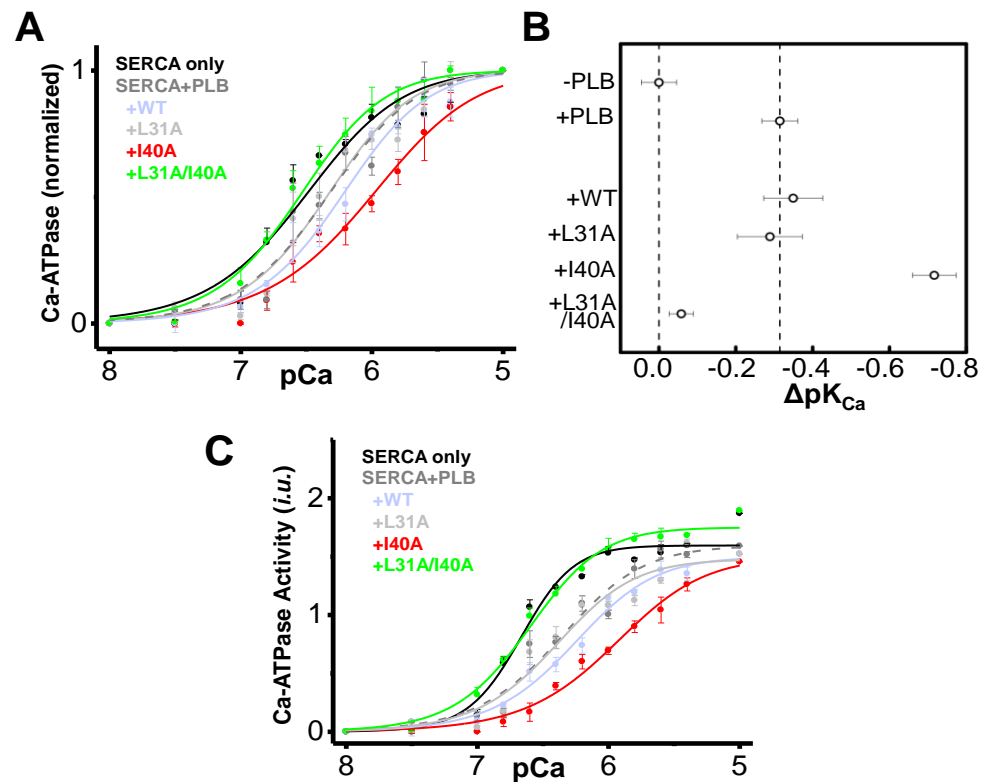 A
Ca-ATPase (normalized)
1
0
SERCA only
SERCA+PLB
+WT
+L31A
+I40A
+L31A/I40A
8
7
6
5
pCa
B
-PLB
+PLB
+WT
+L31A
+I40A
+L31A
/I40A
0.0
-0.2
-0.4
-0.6
-0.8
ΔpKCa
C
Ca-ATPase Activity (i.u.)
2
1
0
SERCA only
SERCA+PLB
+WT
+L31A
+I40A
+L31A/I40A
8
7
6
5
pCa